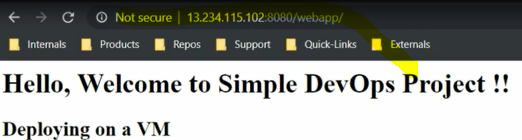 Not secure | 13.234.115.102:8080/webapp/
Internals Products Repos Support Quick-Links Externals
Hello, Welcome to Simple DevOps Project !!
Deploying on a VM